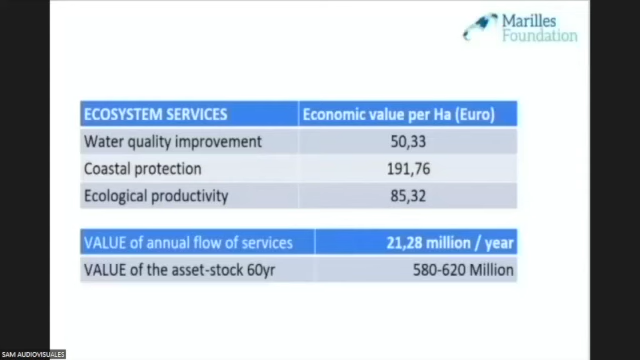 Marilles
Foundation
ECOSYSTEM SERVICES Economic value per Ha (Euro)
Water quality improvement 50,33
Coastal protection 191,76
Ecological productivity 85,32
VALUE of annual flow of services 21,28 million / year
VALUE of the asset-stock 60yr 580-620 Million
SAM AUDIOVISUALES